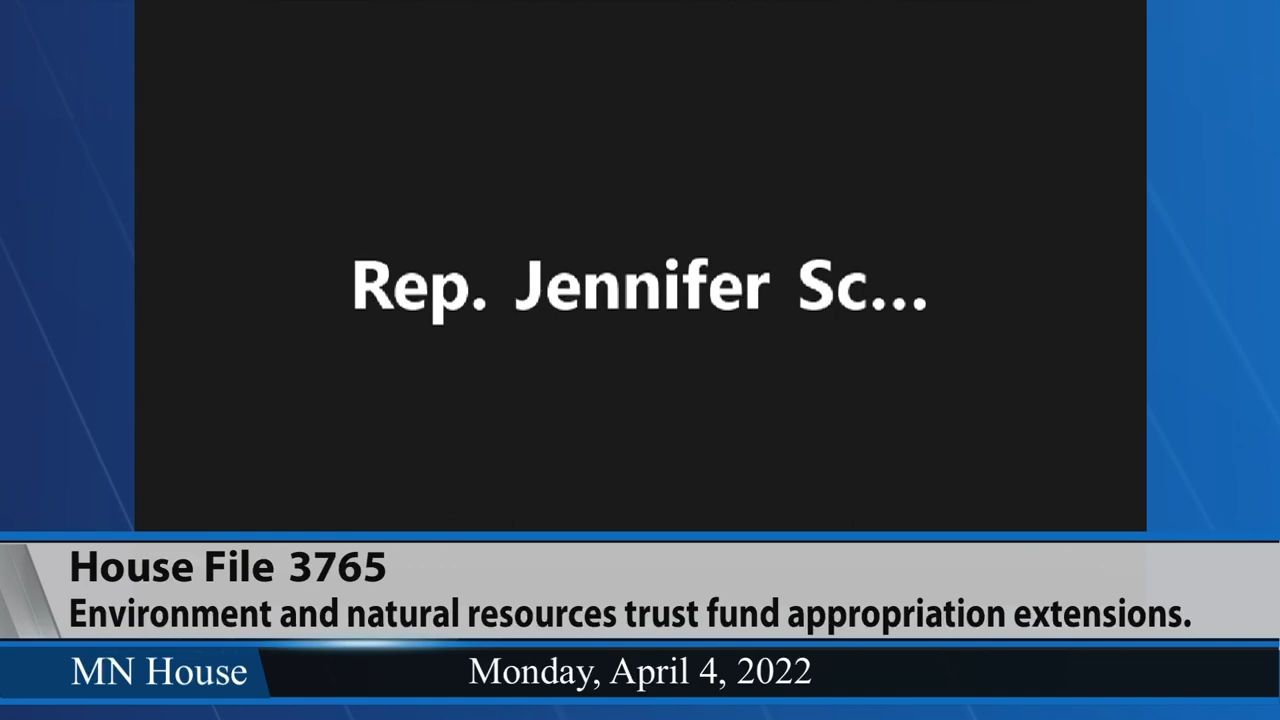 Rep. Jennifer Sc...
House File 3765
Environment and natural resources trust fund appropriation extensions.
MN House
Monday, April 4, 2022